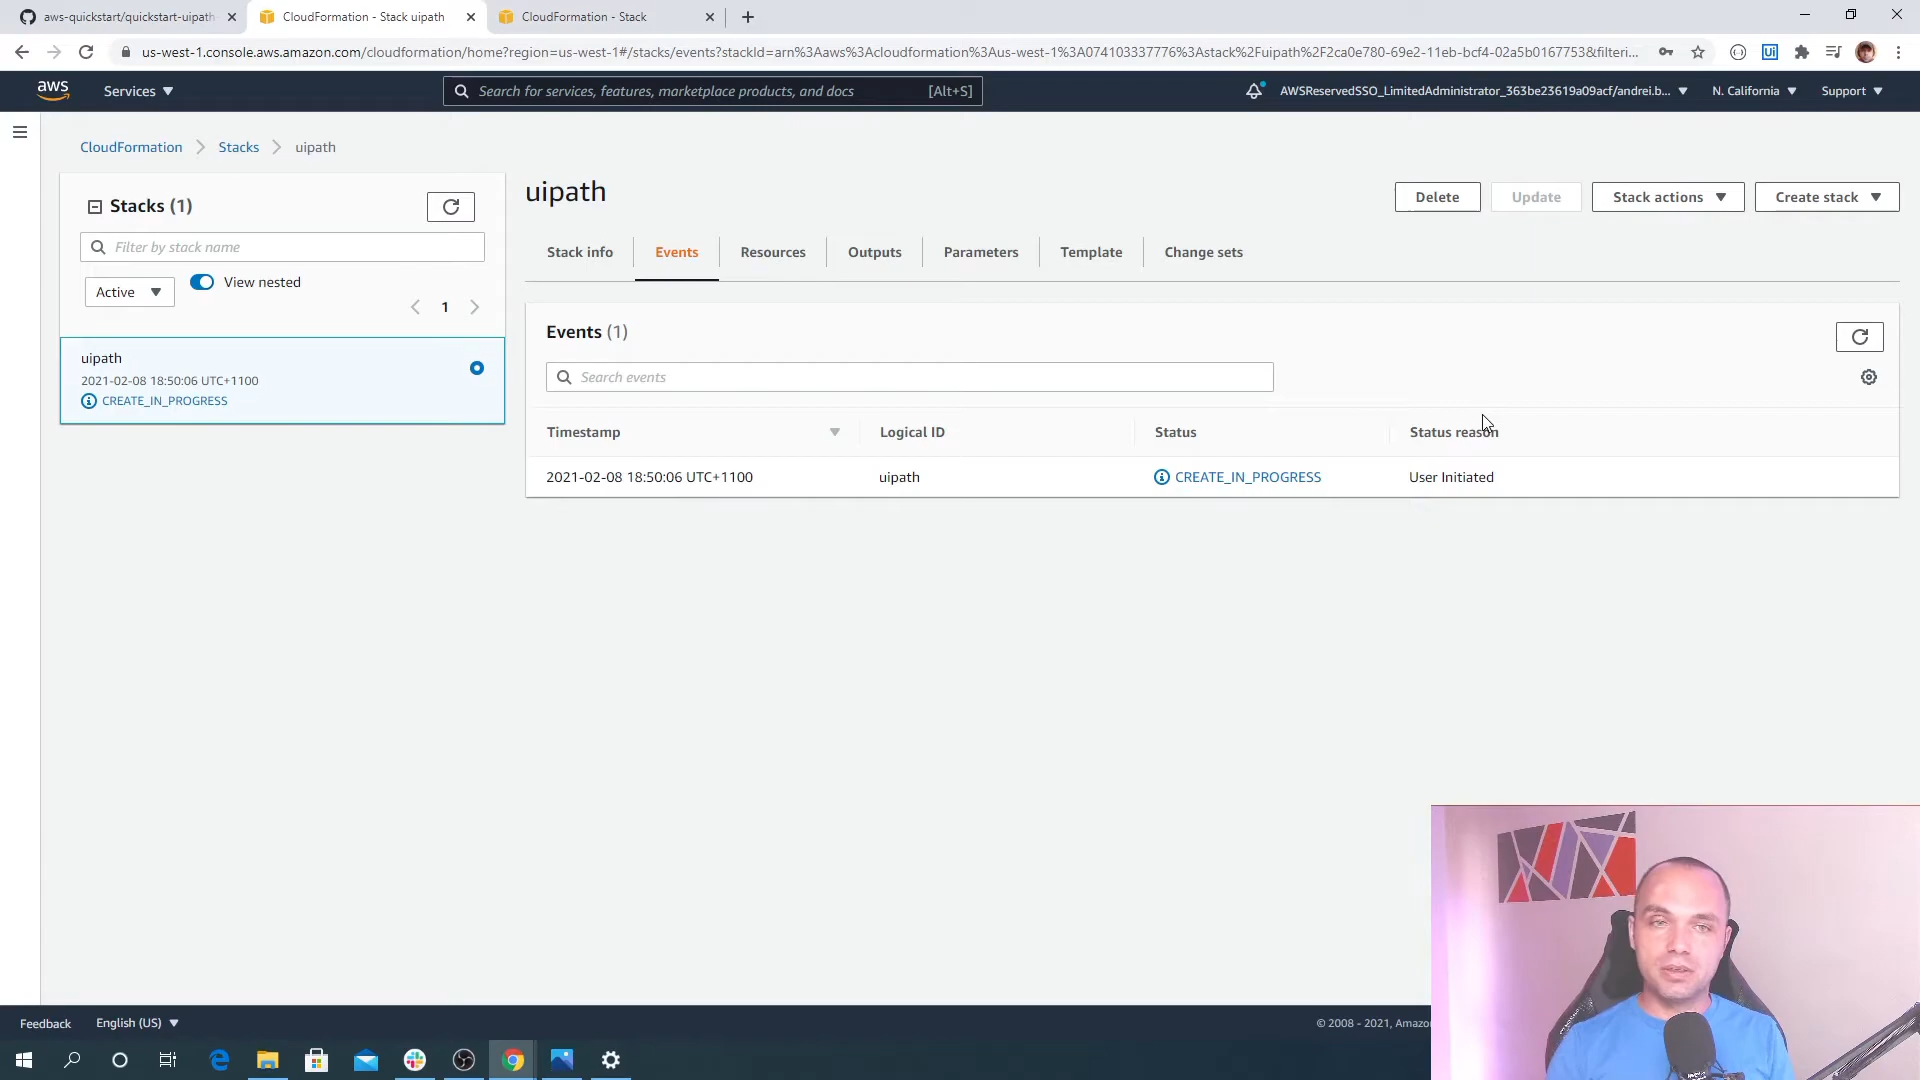 aws-quickstart/quickstart-uipath
CloudFormation - Stack uipath
CloudFormation - Stack
us-west-1.console.aws.amazon.com/cloudformation/home?region=us-west-1#/stacks/events?stackId=arn%3Aaws%3Acloudformation%3Aus-west-1%3A074103337776%3Astack%2Fuipath%2F2ca0e780-69e2-11eb-bcf4-02a5b0167753&filteri...
Ui
aws
Services
Search for services, features, marketplace products, and docs
[Alt+S]
AWSReservedSSO_LimitedAdministrator_363be23619a09acf/andrei.b...
N. California
Support
CloudFormation
Stacks
uipath
Stacks (1)
Filter by stack name
Active
View nested
1
uipath
2021-02-08 18:50:06 UTC+1100
CREATE_IN_PROGRESS
uipath
Delete
Update
Stack actions
Create stack
Stack info
Events
Resources
Outputs
Parameters
Template
Change sets
Events (1)
Search events
Timestamp
Logical ID
Status
Status reason
2021-02-08 18:50:06 UTC+1100
uipath
CREATE_IN_PROGRESS
User Initiated
Feedback
English (US)
© 2008 - 2021, Amazo